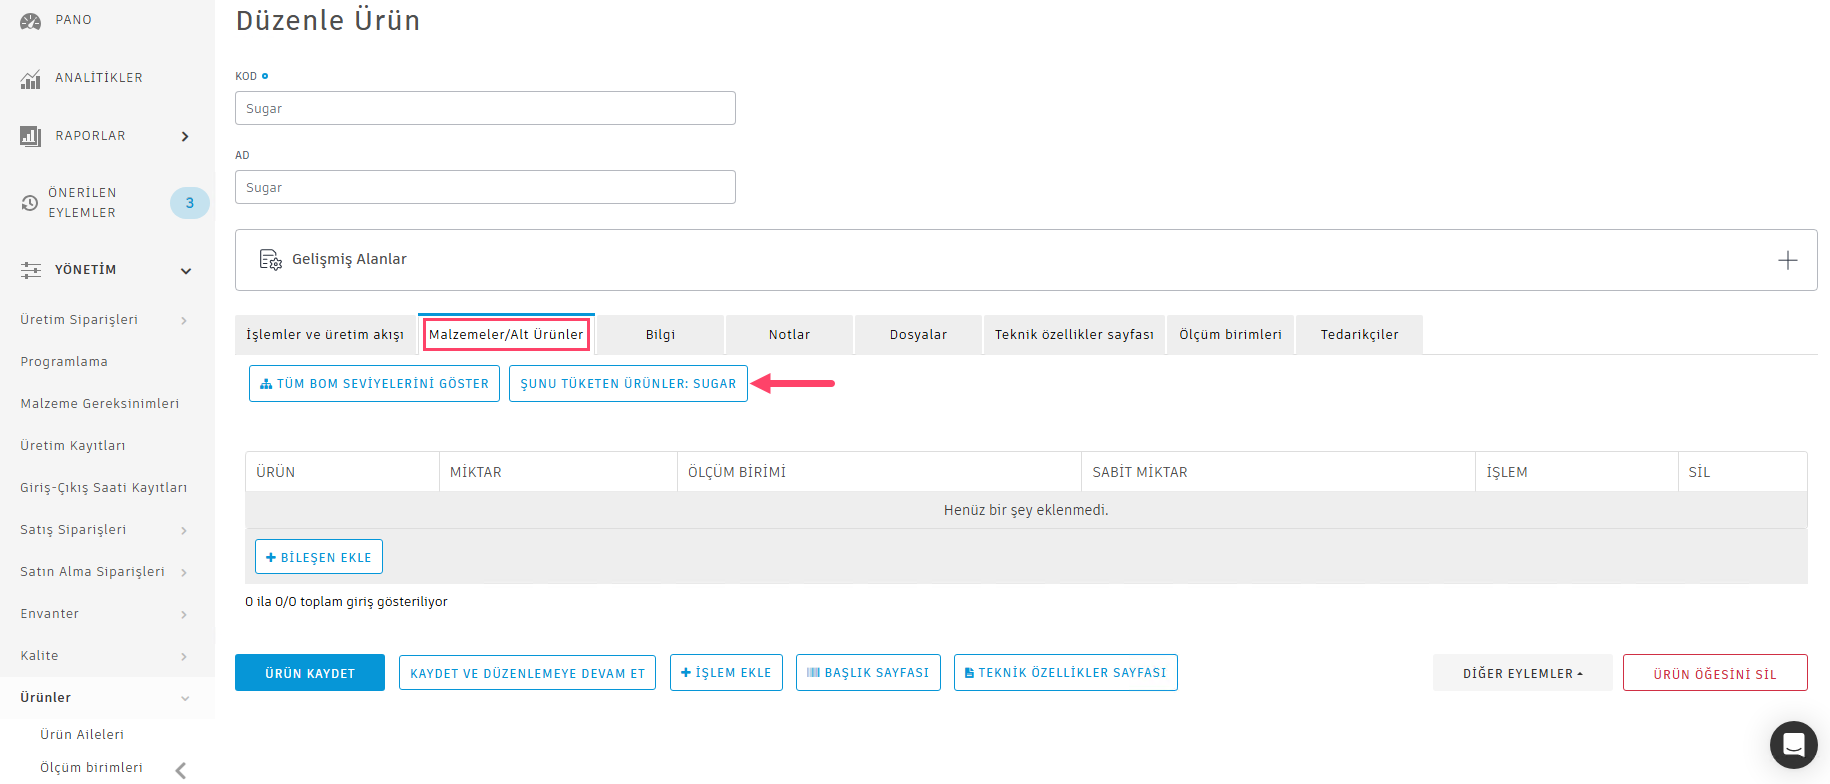 PANO
ANALİTİKLER
RAPORLAR
ÖNERİLEN
EYLEMLER
3
YÖNETİM
Üretim Siparişleri
Programlama
Malzeme Gereksinimleri
Üretim Kayıtları
Giriş-Çıkış Saati Kayıtları
Satış Siparişleri
Satın Alma Siparişleri
Envanter
Kalite
Ürünler
Ürün Aileleri
Ölçüm birimleri
Düzenle Ürün
KOD
Sugar
AD
Sugar
Gelişmiş Alanlar
İşlemler ve üretim akışı Malzemeler/Alt Ürünler Bilgi Notlar Dosyalar Teknik özellikler sayfası Ölçüm birimleri Tedarikçiler
TÜM BOM SEVİYELERİNİ GÖSTER ŞUNU TÜKETEN ÜRÜNLER: SUGAR
ÜRÜN MİKTAR ÖLÇÜM BİRİMİ SABİT MİKTAR İŞLEM SİL
Henüz bir şey eklenmedi.
+ BİLEŞEN EKLE
0 ila 0/0 toplam giriş gösteriliyor
ÜRÜN KAYDET KAYDET VE DÜZENLEMEYE DEVAM ET + İŞLEM EKLE BAŞLIK SAYFASI TEKNİK ÖZELLİKLER SAYFASI DİĞER EYLEMLER ÜRÜN ÖĞESİNİ SİL